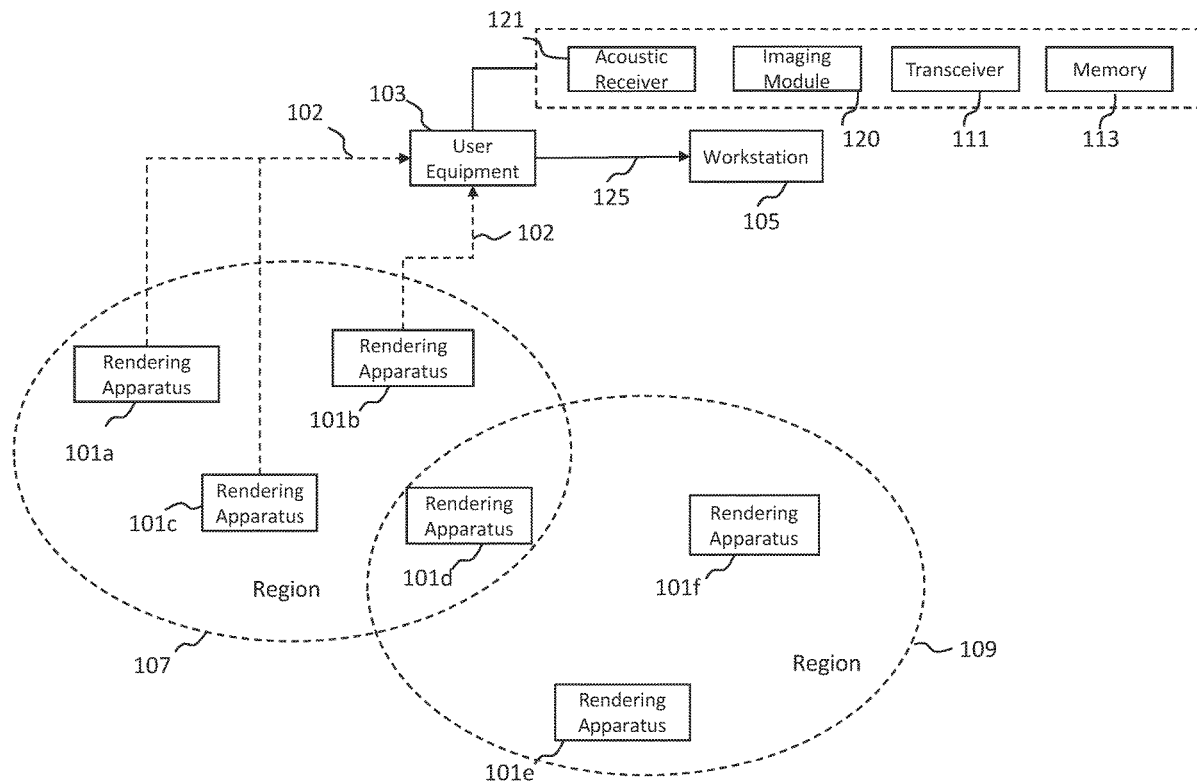 121
Acoustic
Receiver
Imaging
Module
Transceiver
Memory
103
120
111
113
102
User
Equipment
Workstation
125
105
102
Rendering
Apparatus
Rendering
Apparatus
101a
101b
Rendering
Apparatus
101c
Rendering
Apparatus
Rendering
Apparatus
101d
101f
Region
107
Region
109
Rendering
Apparatus
101e